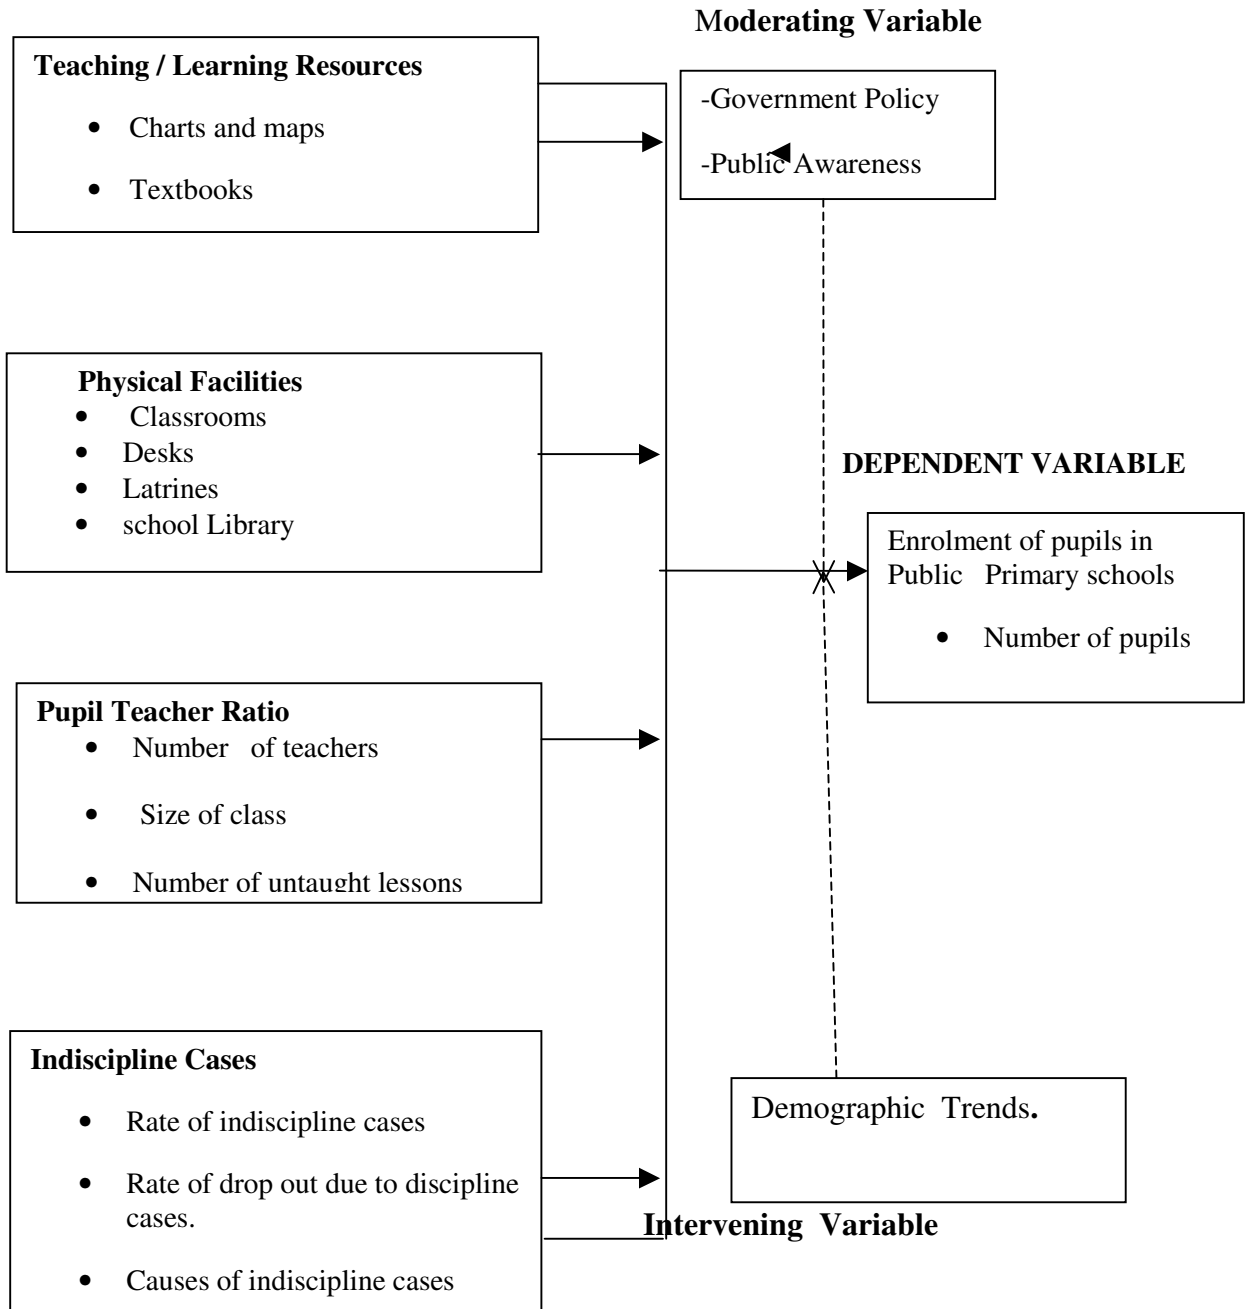 Moderating Variable
Teaching / Learning Resources
• Charts and maps
• Textbooks
-Government Policy
-Public Awareness
Physical Facilities
• Classrooms
• Desks
• Latrines
• school Library
DEPENDENT VARIABLE
Enrolment of pupils in
Public Primary schools
• Number of pupils
Pupil Teacher Ratio
• Number of teachers
• Size of class
• Number of untaught lessons
Indiscipline Cases
• Rate of indiscipline cases
• Rate of drop out due to discipline
cases.
• Causes of indiscipline cases
Demographic Trends.
Intervening Variable